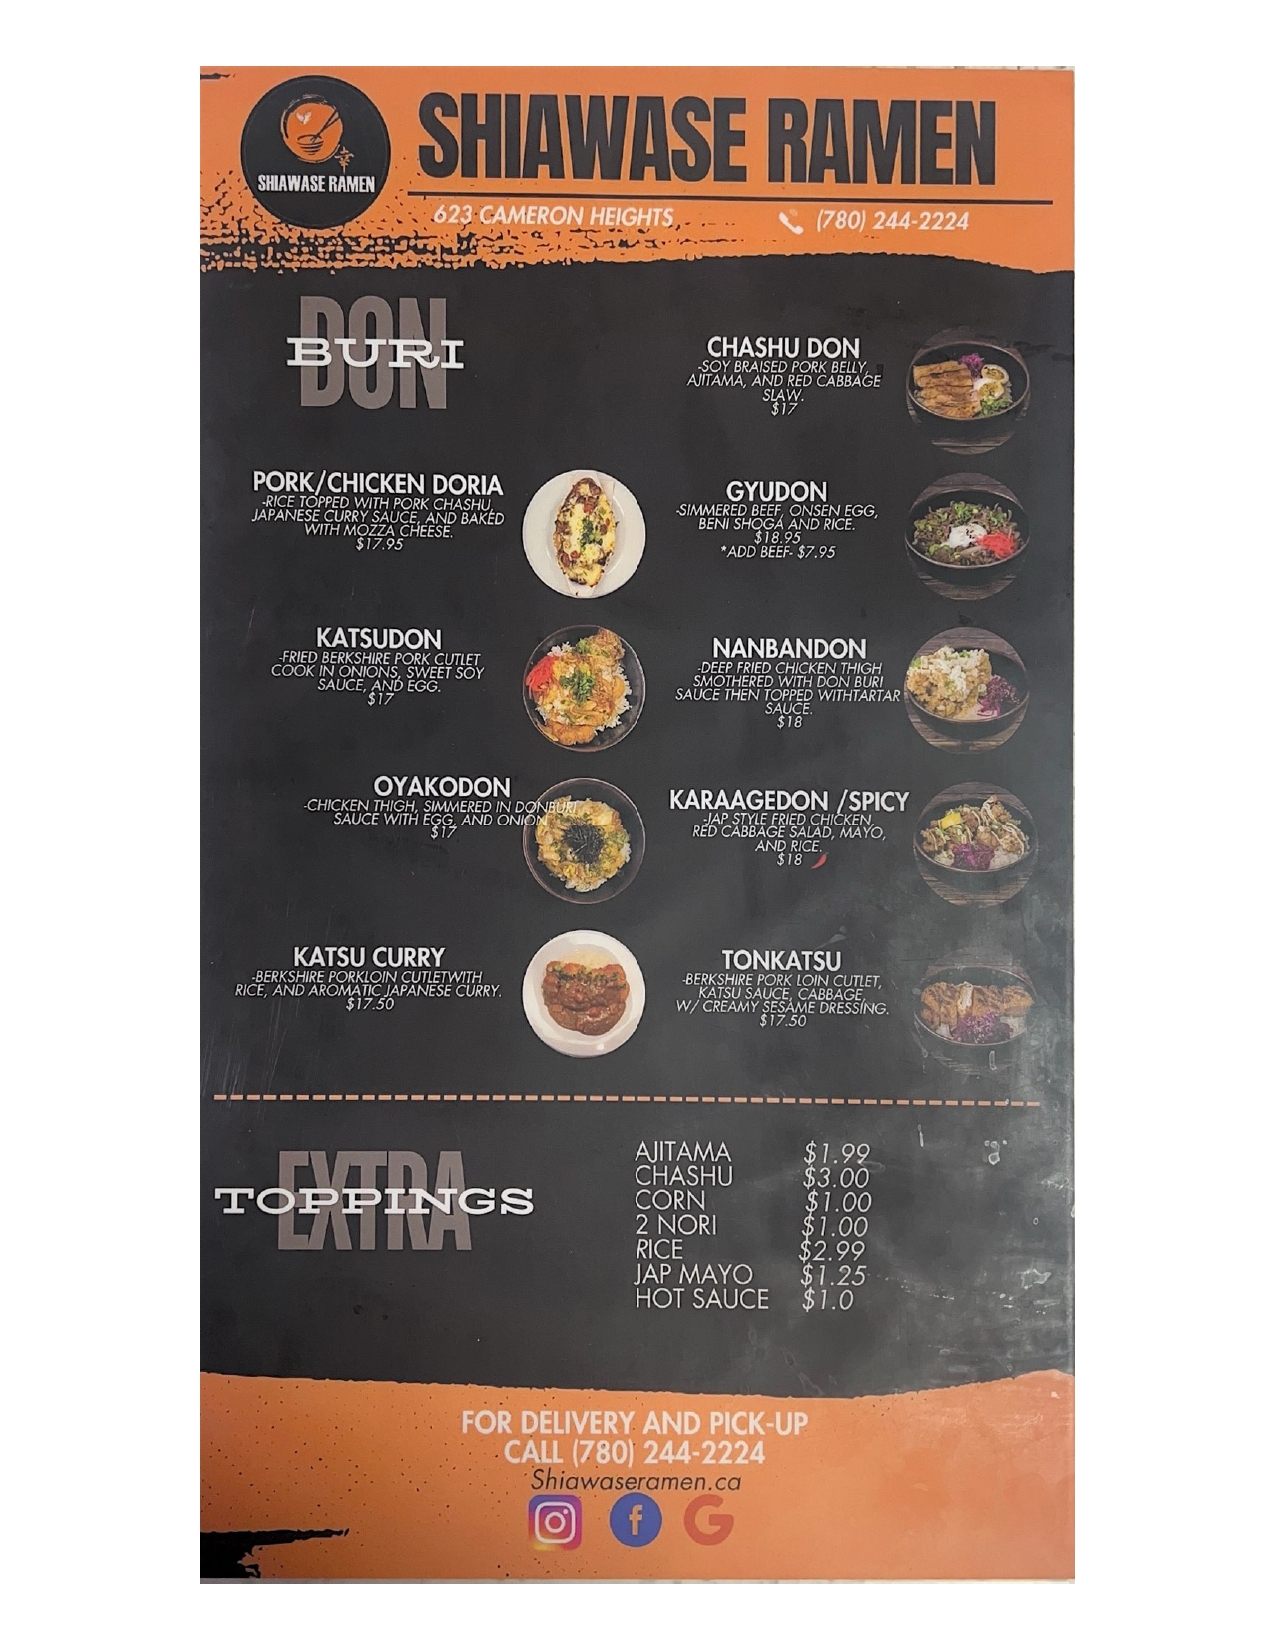 SHIAWASE RAMEN
SHIAWASE RAMEN
623 CAMERON HEIGHTS,
(780) 244-2224
DON
BURI
CHASHU DON
-SOY BRAISED PORK BELLY,
AJITAMA, AND RED CABBAGE
SLAW.
$17
PORK/CHICKEN DORIA
-RICE TOPPED WITH PORK CHASHU,
JAPANESE CURRY SAUCE, AND BAKED
WITH MOZZA CHEESE.
$17.95
GYUDON
-SIMMERED BEEF, ONSEN EGG,
BENI SHOGA AND RICE.
$18.95
*ADD BEEF- $7.95
KATSUDON
-FRIED BERKSHIRE PORK CUTLET
COOK IN ONIONS, SWEET SOY
SAUCE, AND EGG.
$17
NANBANDON
-DEEP FRIED CHICKEN THIGH
SMOTHERED WITH DON BURI
SAUCE THEN TOPPED WITHTARTAR
SAUCE.
$18
OYAKODON
-CHICKEN THIGH, SIMMERED IN DONBURI
SAUCE WITH EGG, AND ONION
$17
KARAAGEDON /SPICY
-JAP STYLE FRIED CHICKEN,
RED CABBAGE SALAD, MAYO,
AND RICE.
$18
KATSU CURRY
-BERKSHIRE PORKLOIN CUTLETWITH
RICE, AND AROMATIC JAPANESE CURRY.
$17.50
TONKATSU
-BERKSHIRE PORK LOIN CUTLET,
KATSU SAUCE, CABBAGE,
W/ CREAMY SESAME DRESSING.
$17.50
EXTRA
TOPPINGS
AJITAMA $1.99
CHASHU $3.00
CORN $1.00
2 NORI $1.00
RICE $2.99
JAP MAYO $1.25
HOT SAUCE $1.0
FOR DELIVERY AND PICK-UP
CALL (780) 244-2224
Shiawaseramen.ca